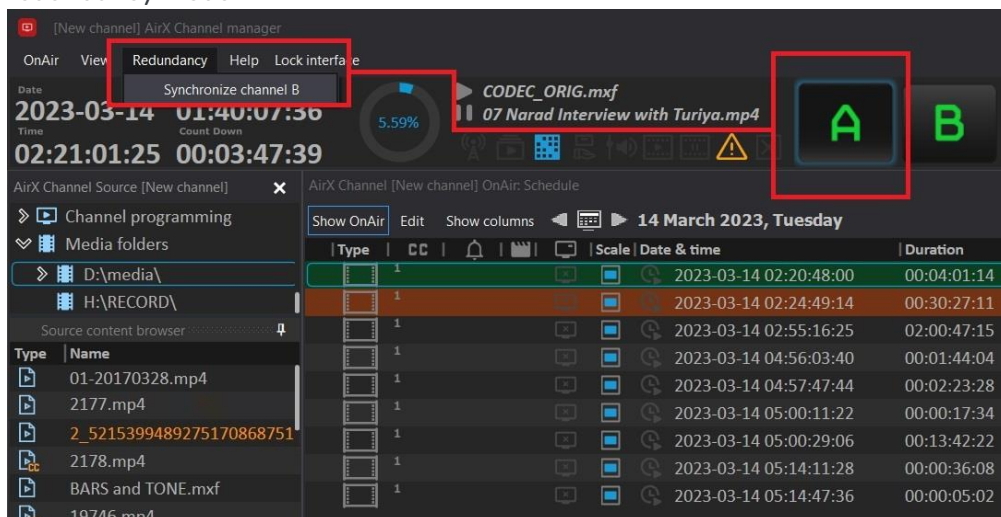 [New channel] AirX Channel manager
OnAir View Redundancy Help Lock interface
Synchronize channel B
Date
2023-03-14 01:40:07:36
Time Count Down
02:21:01:25 00:03:47:39
5.59%
CODEC_ORIG.mxf
07 Narad Interview with Turiya.mp4
A B
AirX Channel Source [New channel]
Channel programming
Media folders
D:\media\
H:\RECORD\
Source content browser
Type Name
01-20170328.mp4
2177.mp4
2_5215399489275170868751
2178.mp4
BARS and TONE.mxf
19746.mp4
AirX Channel [New channel] OnAir: Schedule
Show OnAir Edit Show columns 14 March 2023, Tuesday
Type CC Scale Date & time Duration
1 2023-03-14 02:20:48:00 00:04:01:14
1 2023-03-14 02:24:49:14 00:30:27:11
1 2023-03-14 02:55:16:25 02:00:47:15
1 2023-03-14 04:56:03:40 00:01:44:04
1 2023-03-14 04:57:47:44 00:02:23:28
1 2023-03-14 05:00:11:22 00:00:17:34
1 2023-03-14 05:00:29:06 00:13:42:22
1 2023-03-14 05:14:11:28 00:00:36:08
1 2023-03-14 05:14:47:36 00:00:05:02